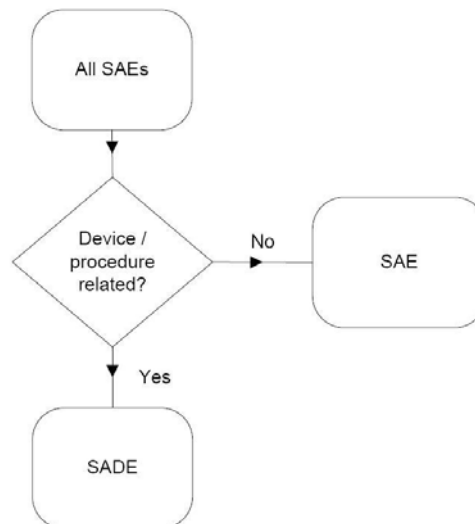 All SAEs
Device /
procedure
related?
No
SAE
Yes
SADE